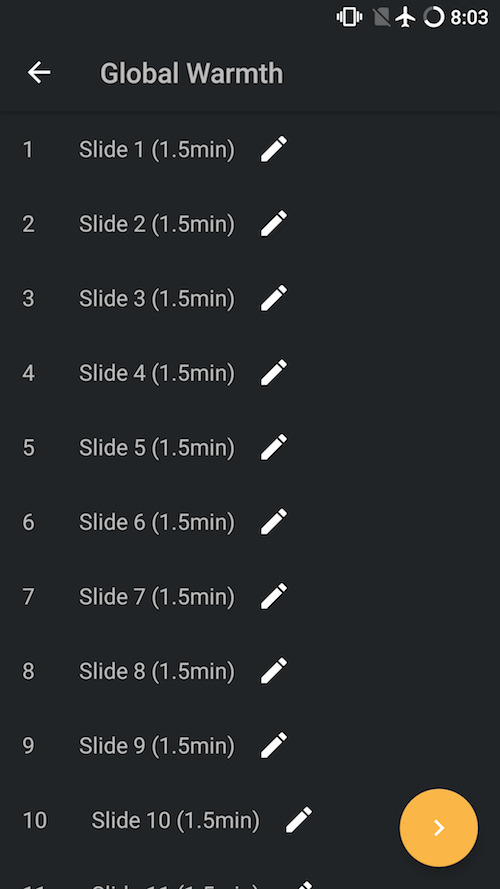 8:03
Global Warmth
1 Slide 1 (1.5min)
2 Slide 2 (1.5min)
3 Slide 3 (1.5min)
4 Slide 4 (1.5min)
5 Slide 5 (1.5min)
6 Slide 6 (1.5min)
7 Slide 7 (1.5min)
8 Slide 8 (1.5min)
9 Slide 9 (1.5min)
10 Slide 10 (1.5min)